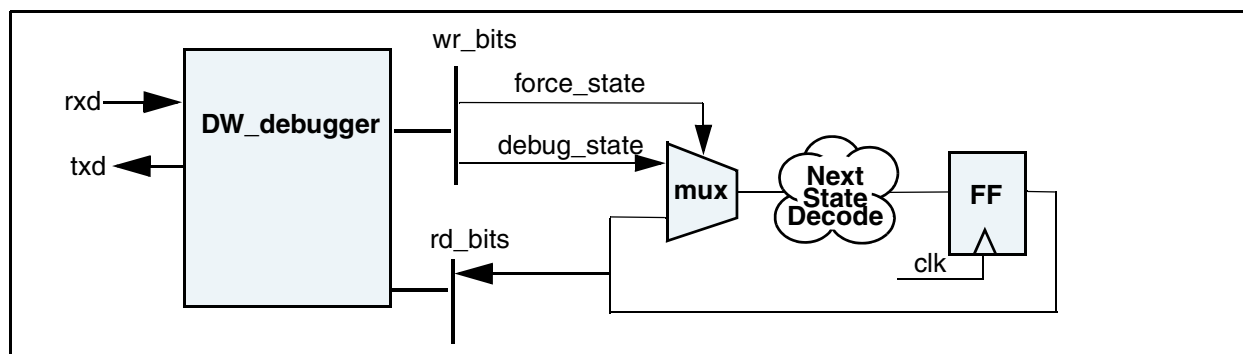 wr_bits
force_state
rxd
DW_debugger
debug_state
txd
mux
Next
State
Decode
FF
rd_bits
clk